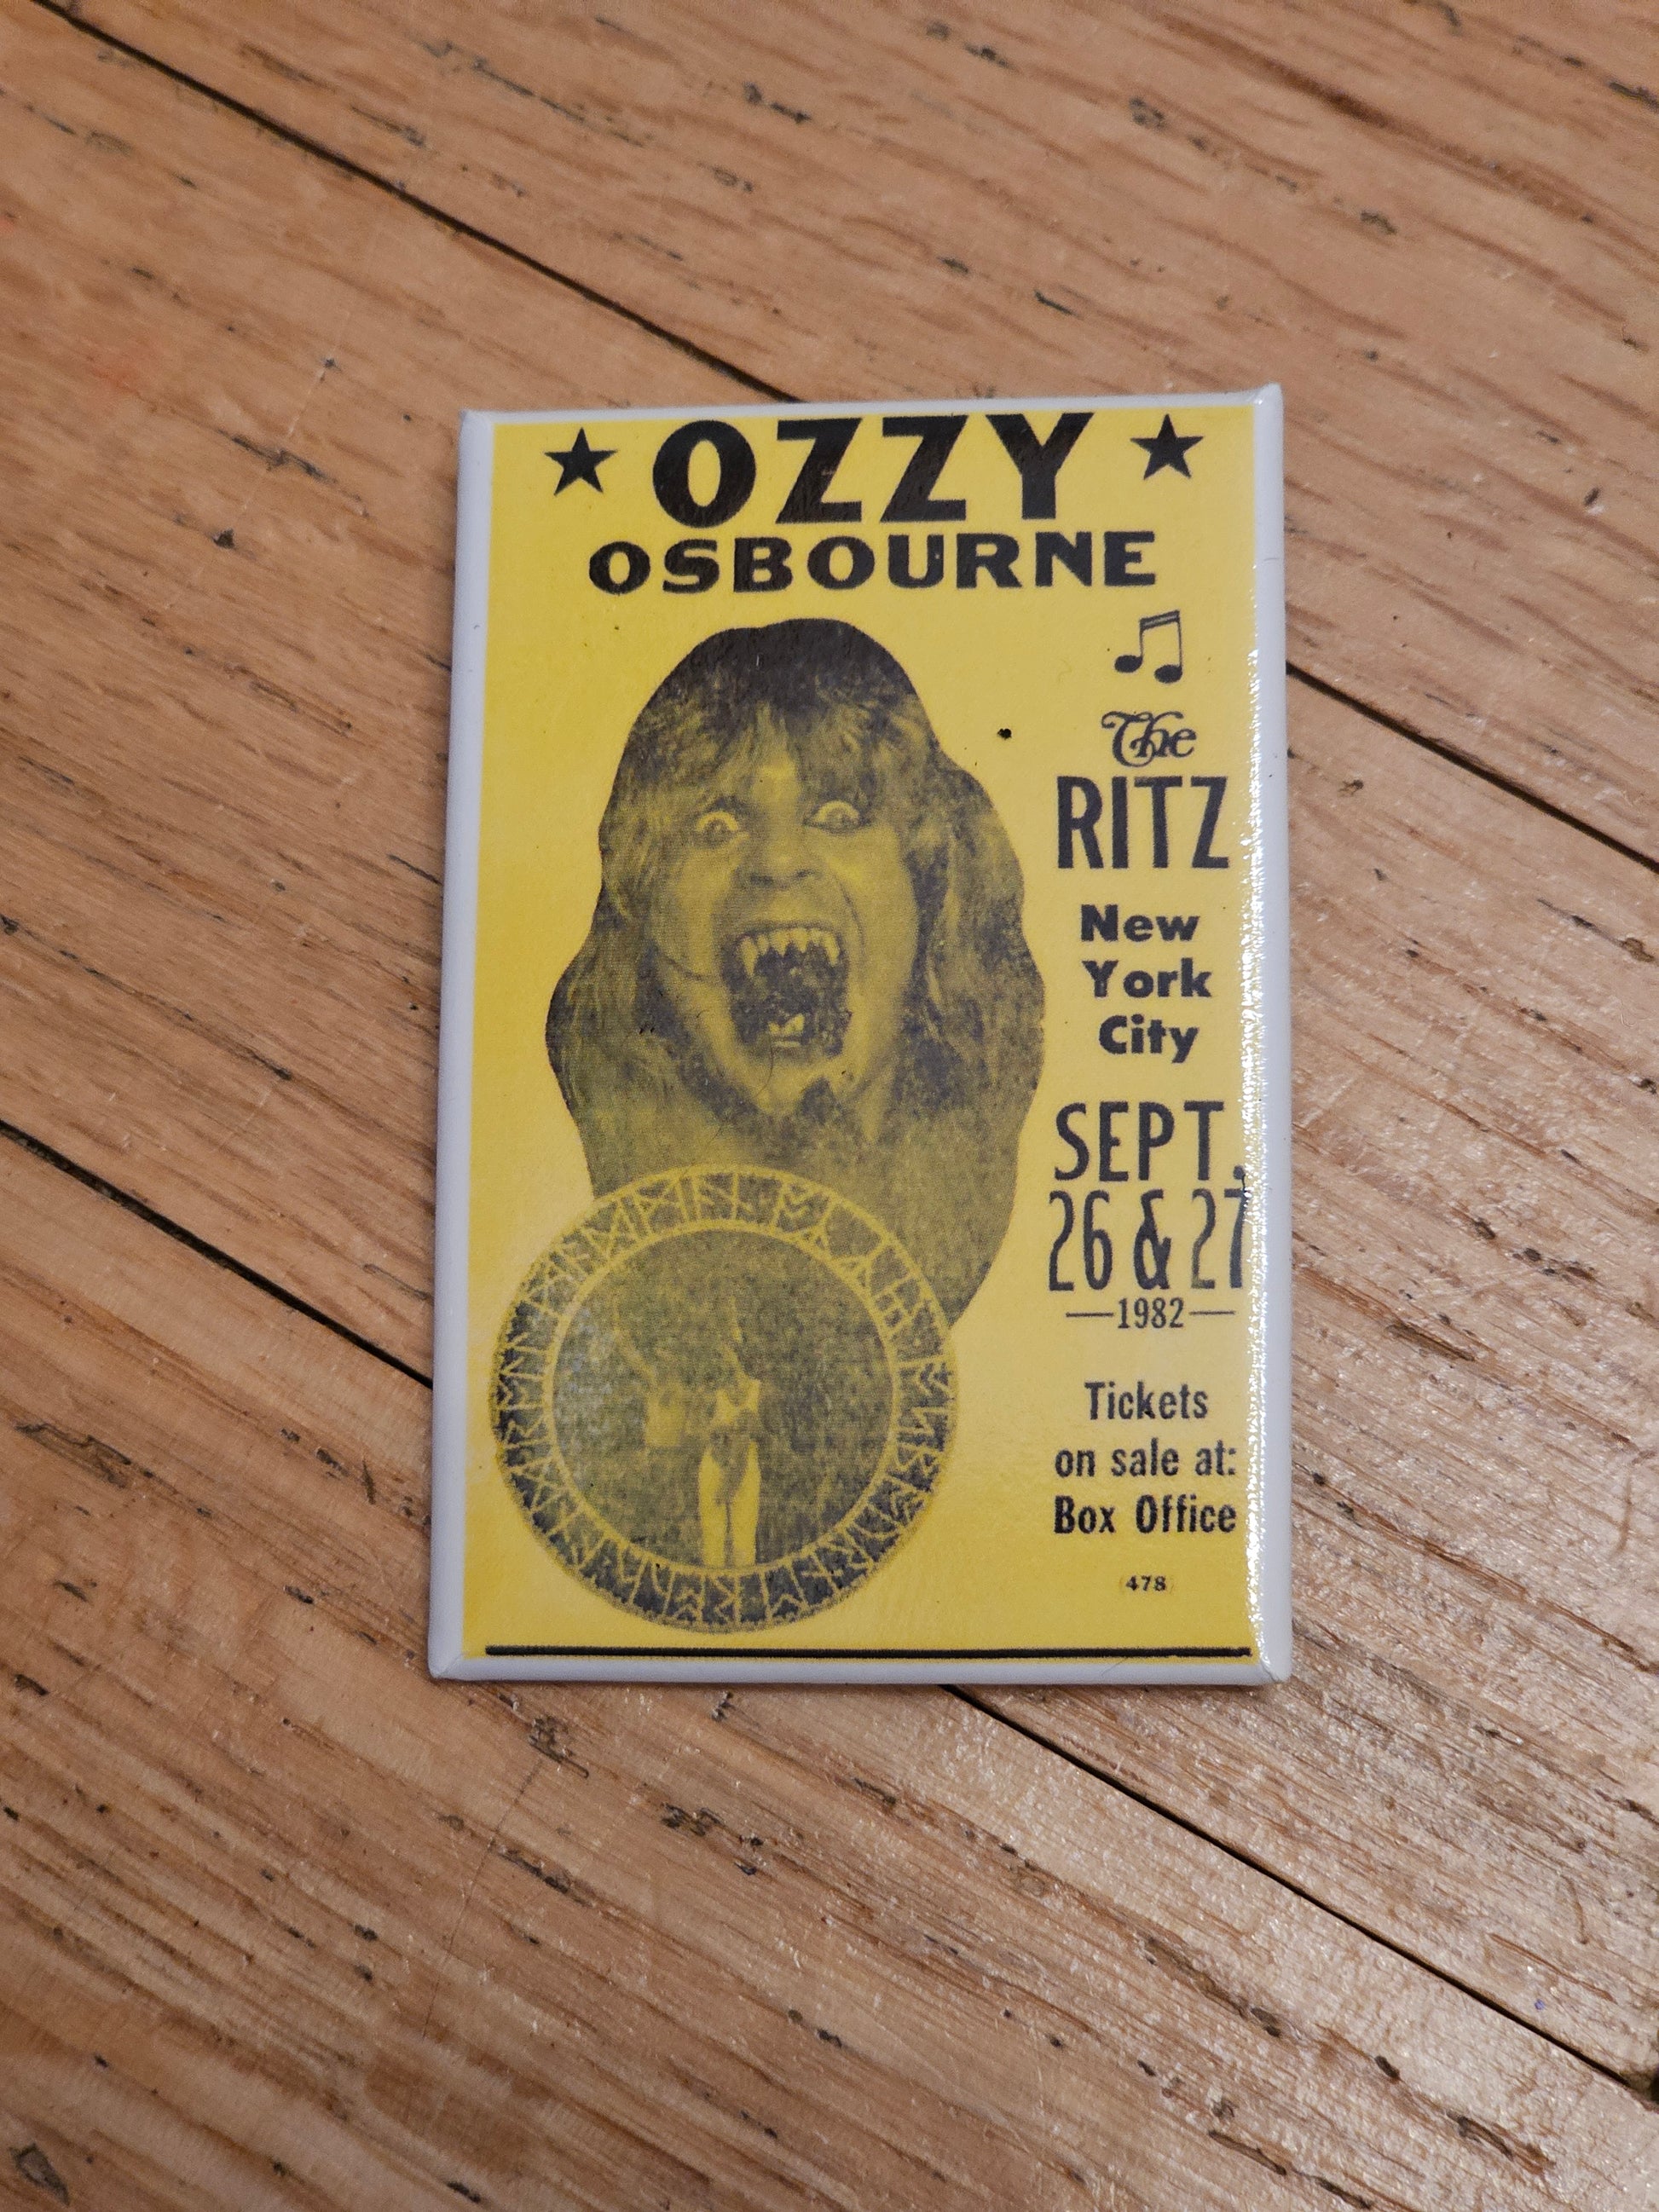 ★ OZZY ★
OSBOURNE
The
RITZ
New
York
City
SEPT.
26 & 27
—1982—
Tickets
on sale at:
Box Office
478